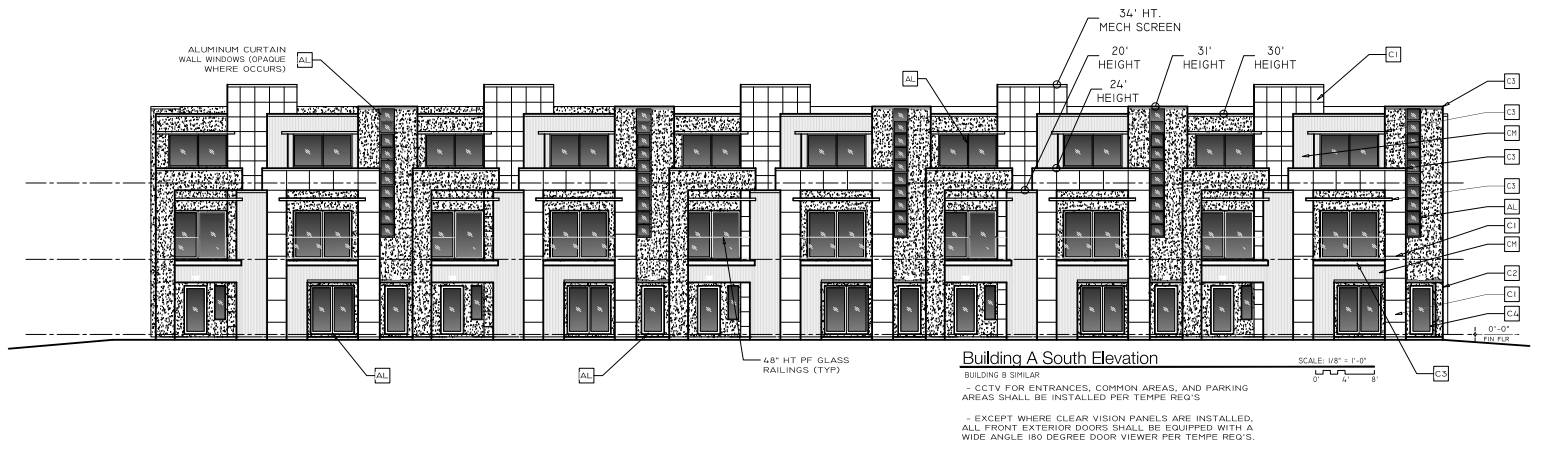 34' HT.
MECH SCREEN
ALUMINUM CURTAIN
WALL WINDOWS (OPAQUE
WHERE OCCURS)
AL
20'
HEIGHT
31'
HEIGHT
30'
HEIGHT
C1
AL
24'
HEIGHT
C3
C3
CM
C3
C3
AL
C1
CM
C2
C1
C4
0'-0"
FIN FLR
48" HT PF GLASS
RAILINGS (TYP)
AL
AL
Building A South Elevation
SCALE: 1/8" = 1'-0"
BUILDING B SIMILAR
0' 4' 8'
C3
- CCTV FOR ENTRANCES, COMMON AREAS, AND PARKING
AREAS SHALL BE INSTALLED PER TEMPE REQ'S
- EXCEPT WHERE CLEAR VISION PANELS ARE INSTALLED,
ALL FRONT EXTERIOR DOORS SHALL BE EQUIPPED WITH A
WIDE ANGLE 180 DEGREE DOOR VIEWER PER TEMPE REQ'S.